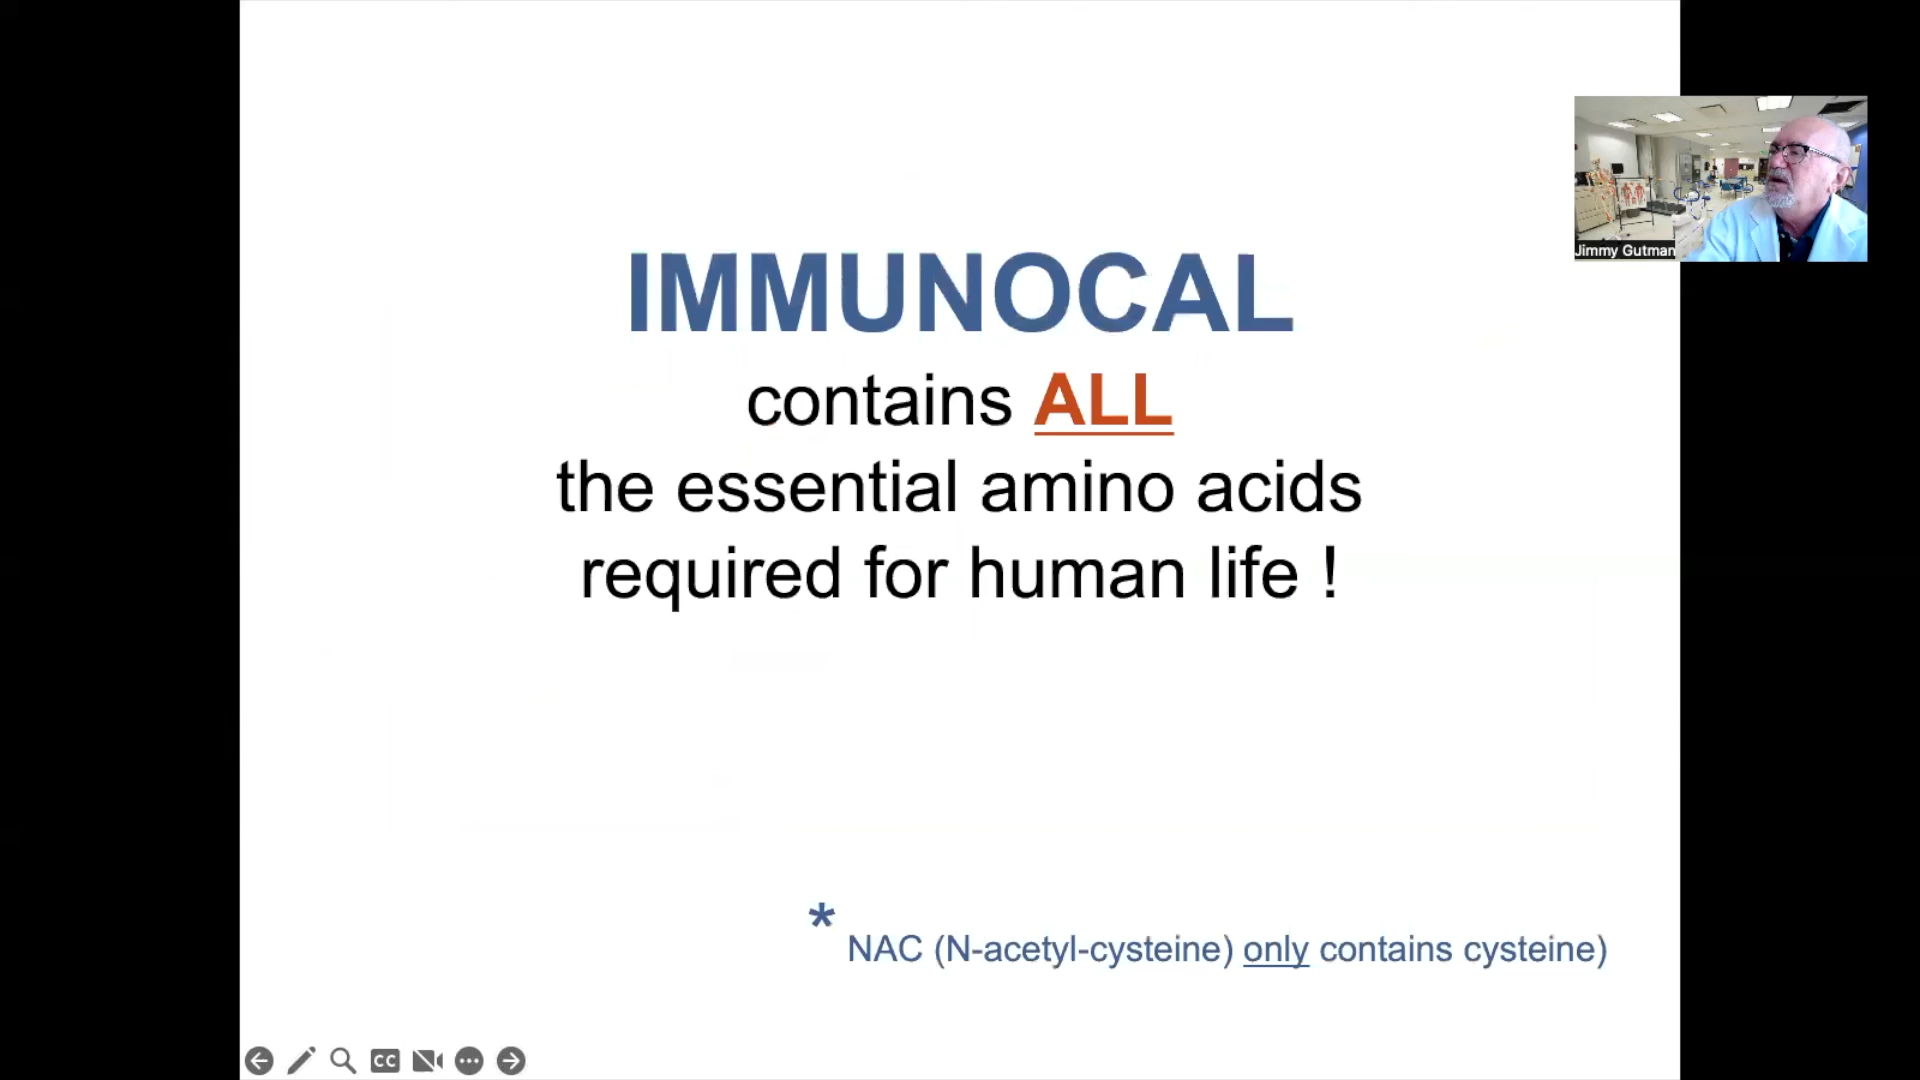 IMMUNOCAL
contains ALL
the essential amino acids
required for human life !
* NAC (N-acetyl-cysteine) only contains cysteine)
Jimmy Gutman
CC